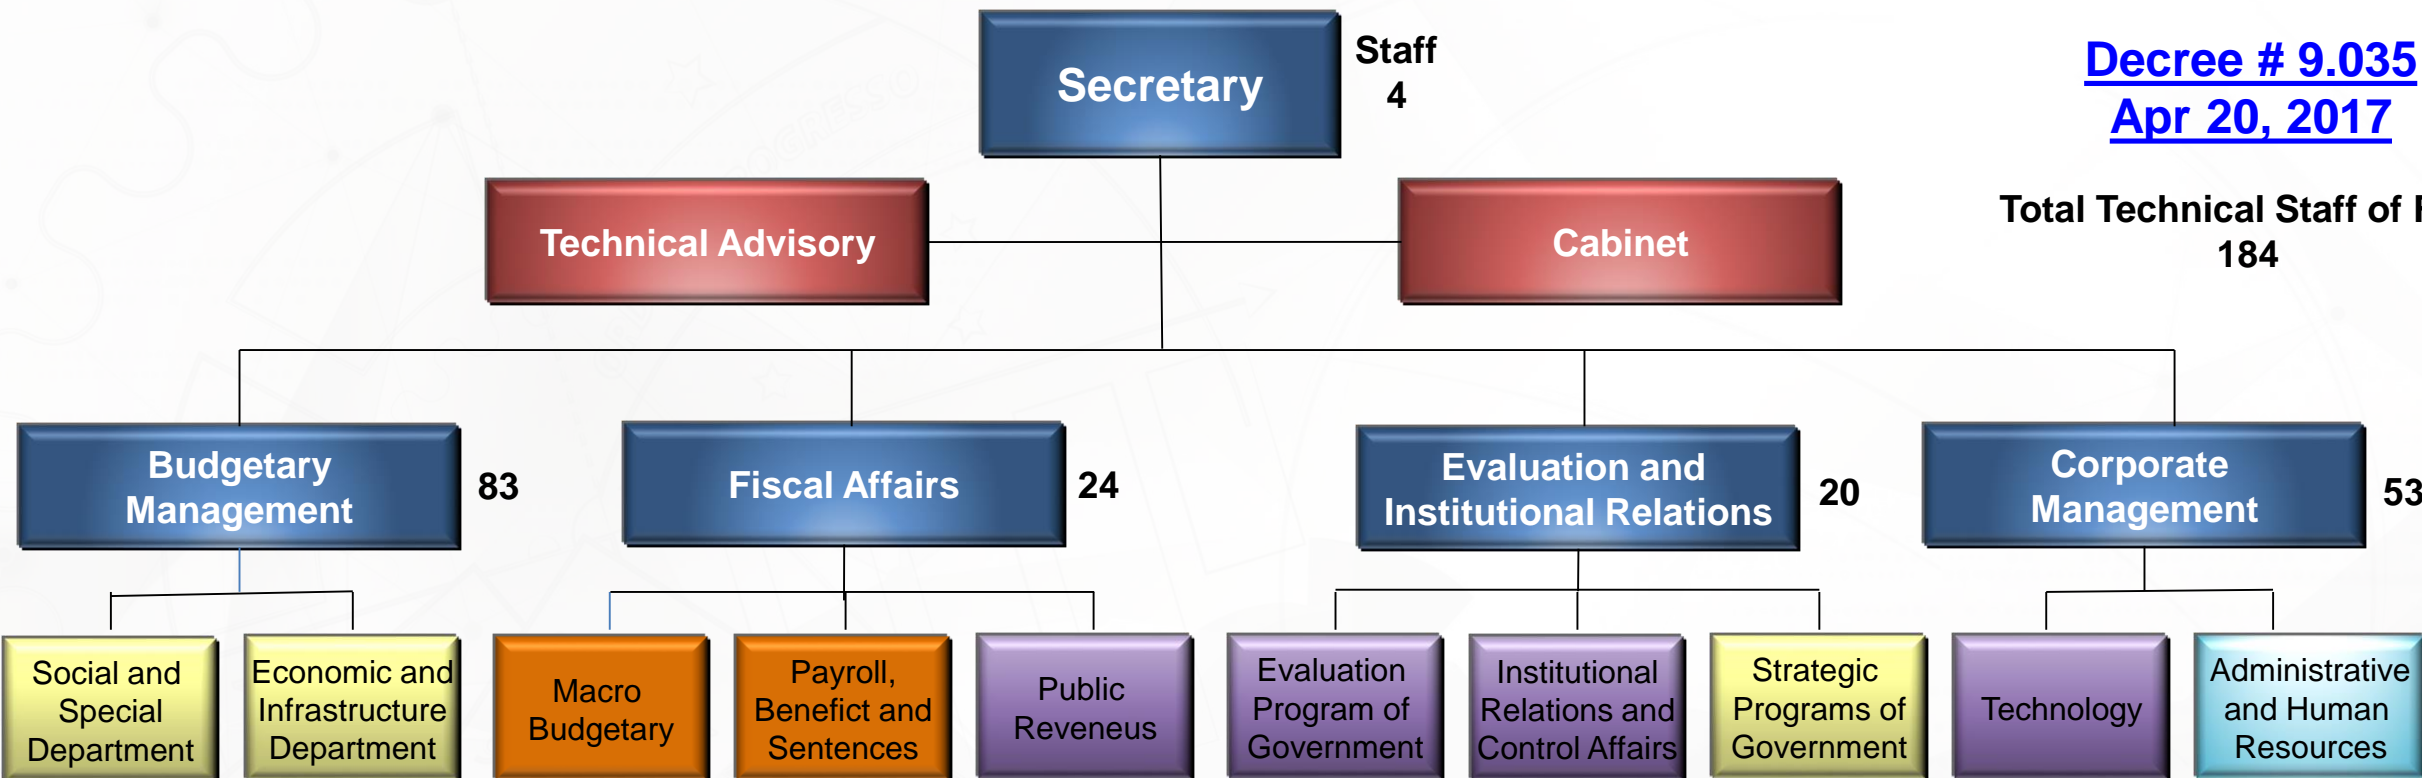 Secretary
Staff
4
Decree # 9.035
Apr 20, 2017
Technical Advisory
Cabinet
Total Technical Staff of
184
Budgetary
Management
83
Fiscal Affairs
24
Evaluation and
Institutional Relations
20
Corporate
Management
53
Social and
Special
Department
Economic and
Infrastructure
Department
Macro
Budgetary
Payroll,
Benefict and
Sentences
Public
Reveneus
Evaluation
Program of
Government
Institutional
Relations and
Control Affairs
Strategic
Programs of
Government
Technology
Administrative
and Human
Resources